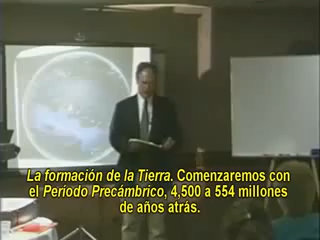 La formación de la Tierra. Comenzaremos con
el Período Precámbrico, 4,500 a 554 millones
de años atrás.